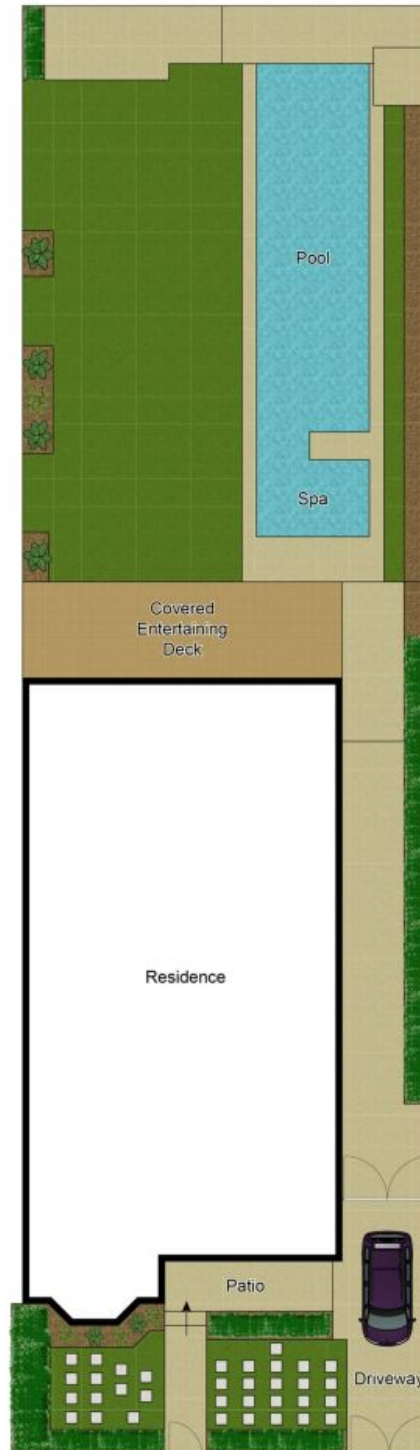 Pool
Spa
Covered
Entertaining
Deck
Residence
Patio
Driveway